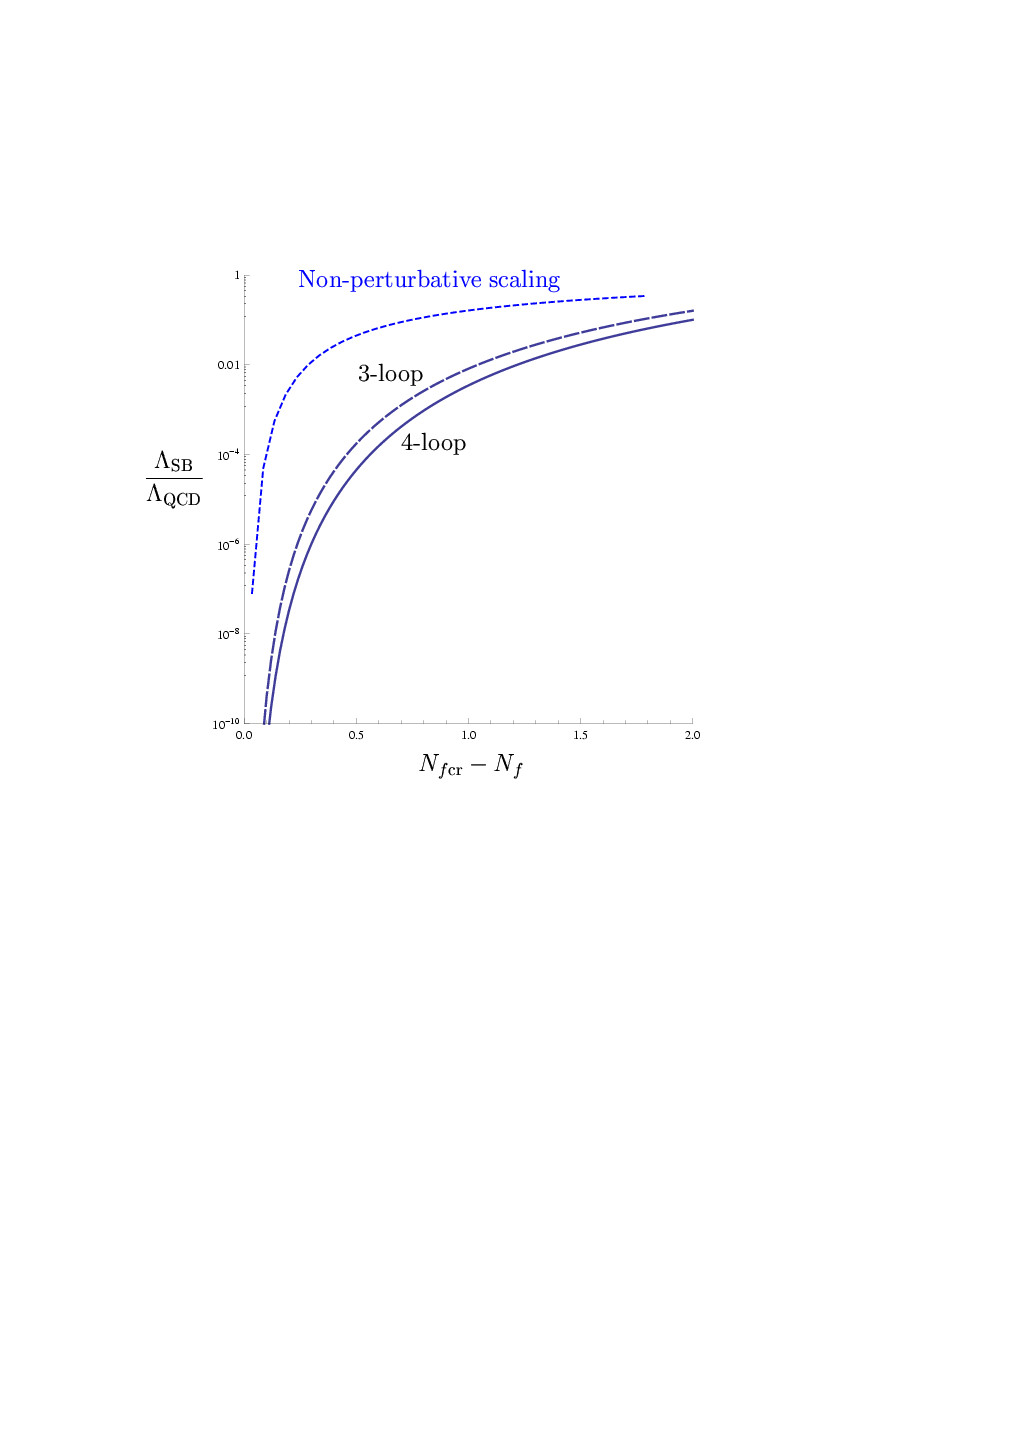 1
Non-perturbative scaling
0.01
3-loop
4-loop
10⁻⁴
Λ_SB
Λ_QCD
10⁻⁶
10⁻⁸
10⁻¹⁰
0.0 0.5 1.0 1.5 2.0
N_fcr − N_f